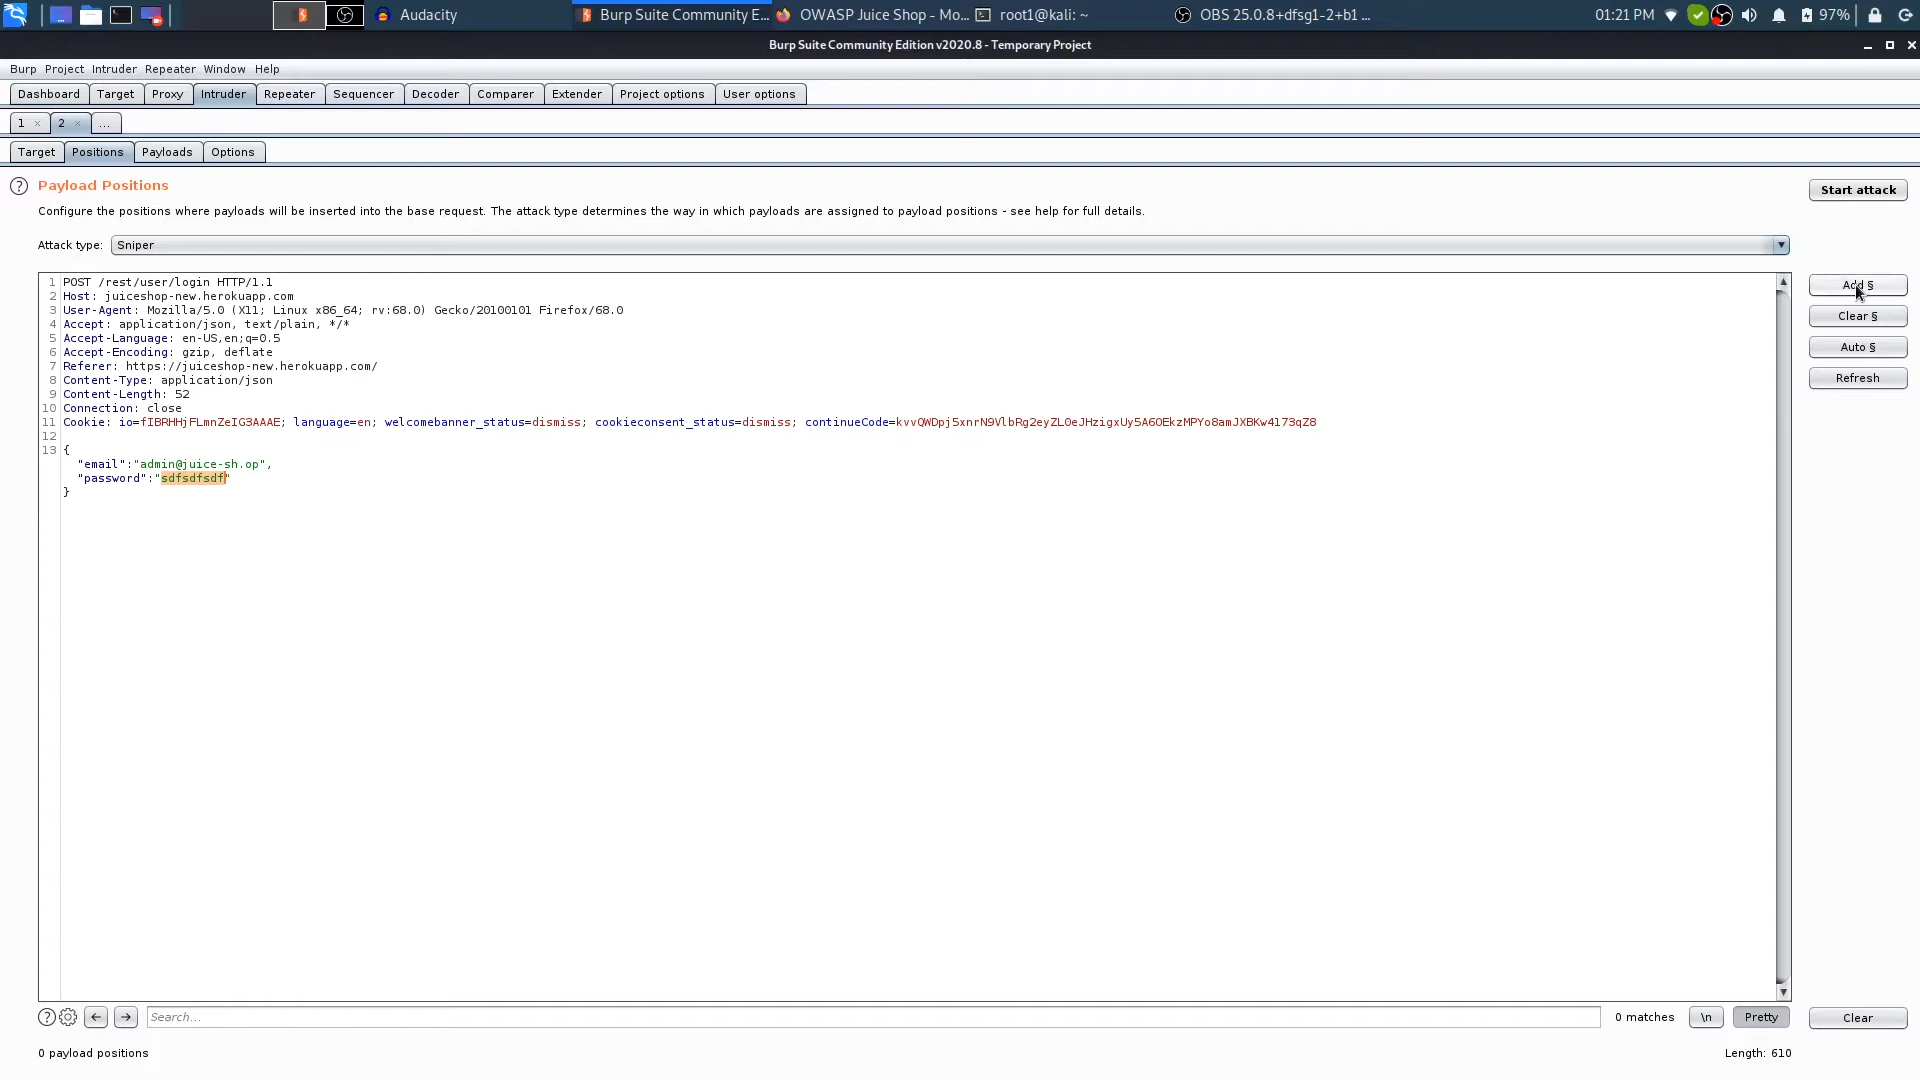 Audacity
Burp Suite Community E...
OWASP Juice Shop - Mo...
root1@kali: ~
OBS 25.0.8+dfsg1-2+b1 ...
01:21 PM
97%
Burp Suite Community Edition v2020.8 - Temporary Project
Burp Project Intruder Repeater Window Help
Dashboard Target Proxy Intruder Repeater Sequencer Decoder Comparer Extender Project options User options
1 × 2 × ...
Target Positions Payloads Options
? Payload Positions
Start attack
Configure the positions where payloads will be inserted into the base request. The attack type determines the way in which payloads are assigned to payload positions - see help for full details.
Attack type: Sniper
1 POST /rest/user/login HTTP/1.1
2 Host: juiceshop-new.herokuapp.com
3 User-Agent: Mozilla/5.0 (X11; Linux x86_64; rv:68.0) Gecko/20100101 Firefox/68.0
4 Accept: application/json, text/plain, */*
5 Accept-Language: en-US,en;q=0.5
6 Accept-Encoding: gzip, deflate
7 Referer: https://juiceshop-new.herokuapp.com/
8 Content-Type: application/json
9 Content-Length: 52
10 Connection: close
11 Cookie: io=fIBRHHjFLmnZeIG3AAAE; language=en; welcomebanner_status=dismiss; cookieconsent_status=dismiss; continueCode=kvvQWDpj5xnrN9VlbRg2eyZLOeJHzigxUy5A6OEkzMPYo8amJXBKw4l73qZ8
12
13 {
"email":"admin@juice-sh.op",
"password":"sdfsdfsdf"
}
Add §
Clear §
Auto §
Refresh
? Search...
0 matches
\n
Pretty
Clear
0 payload positions
Length: 610